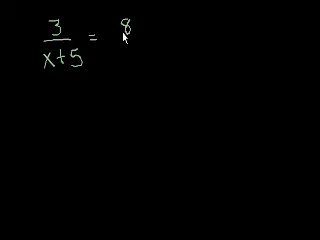 3/(x+5) = 8